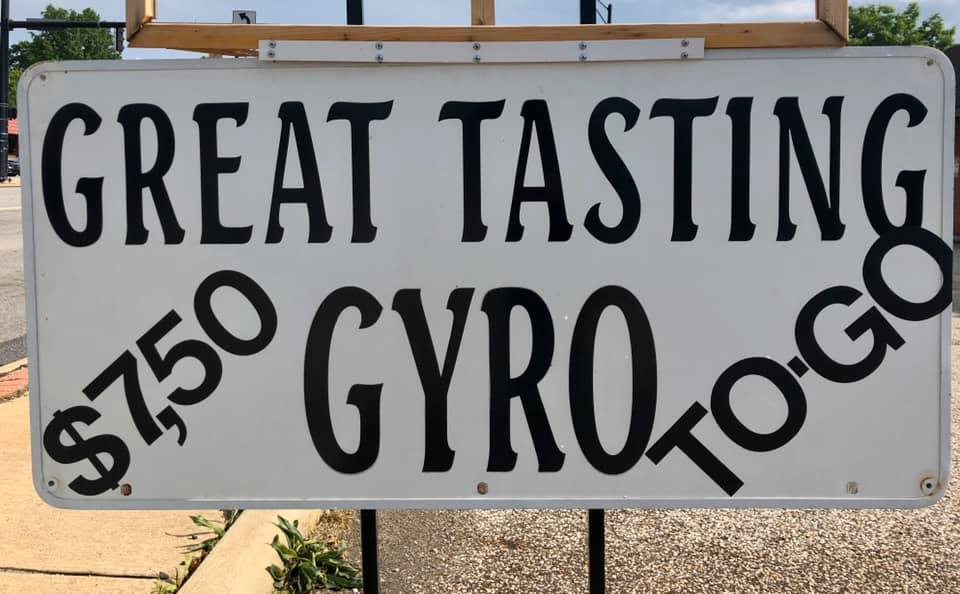 GREAT TASTING
$7,50
GYRO
TO-GO